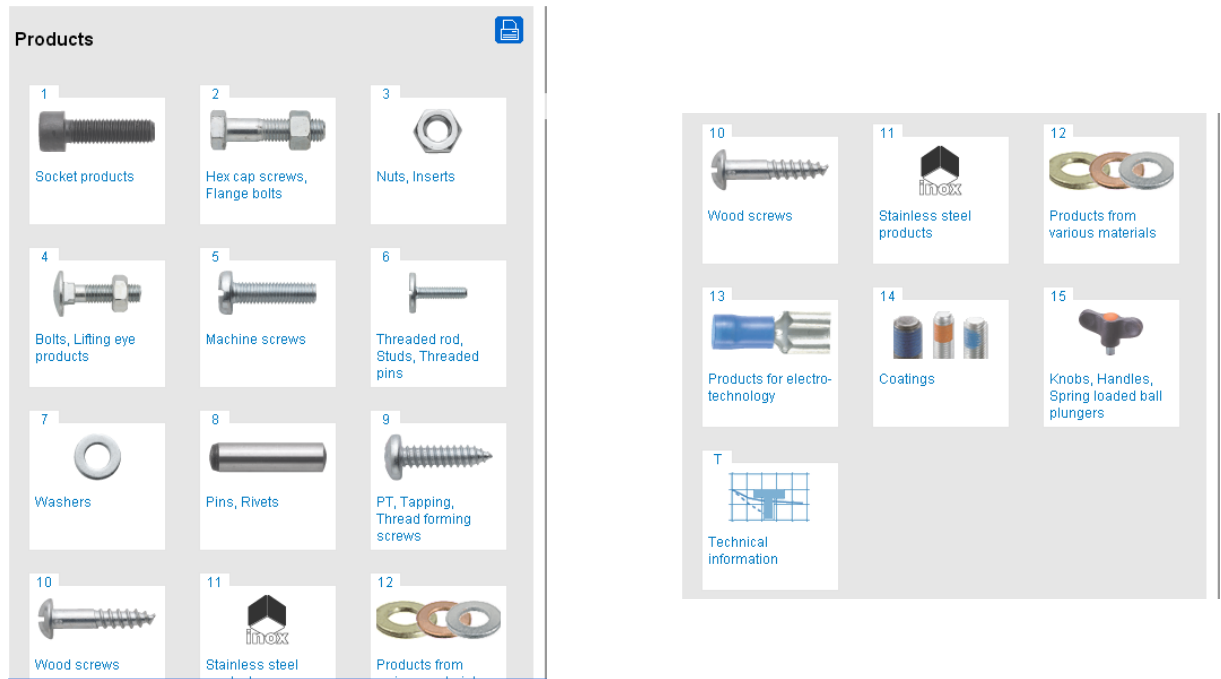 Products
1
Socket products
2
Hex cap screws,
Flange bolts
3
Nuts, Inserts
4
Bolts, Lifting eye
products
5
Machine screws
6
Threaded rod,
Studs, Threaded
pins
7
Washers
8
Pins, Rivets
9
PT, Tapping,
Thread forming
screws
10
Wood screws
11
inox
Stainless steel
12
Products from
10
Wood screws
11
inox
Stainless steel
products
12
Products from
various materials
13
Products for electro-
technology
14
Coatings
15
Knobs, Handles,
Spring loaded ball
plungers
T
Technical
information